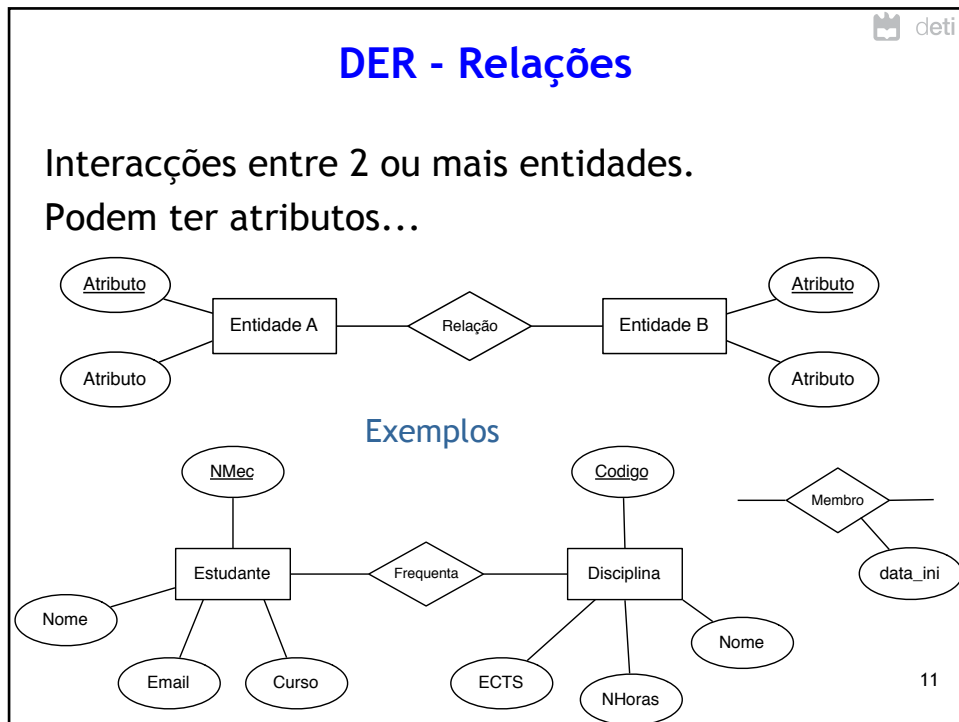 deti
DER - Relações
Interacções entre 2 ou mais entidades.
Podem ter atributos...
Atributo
Atributo
Entidade A
Relação
Entidade B
Atributo
Atributo
Exemplos
NMec
Codigo
Membro
Estudante
Frequenta
Disciplina
data_ini
Nome
Nome
Email
Curso
ECTS
NHoras
11